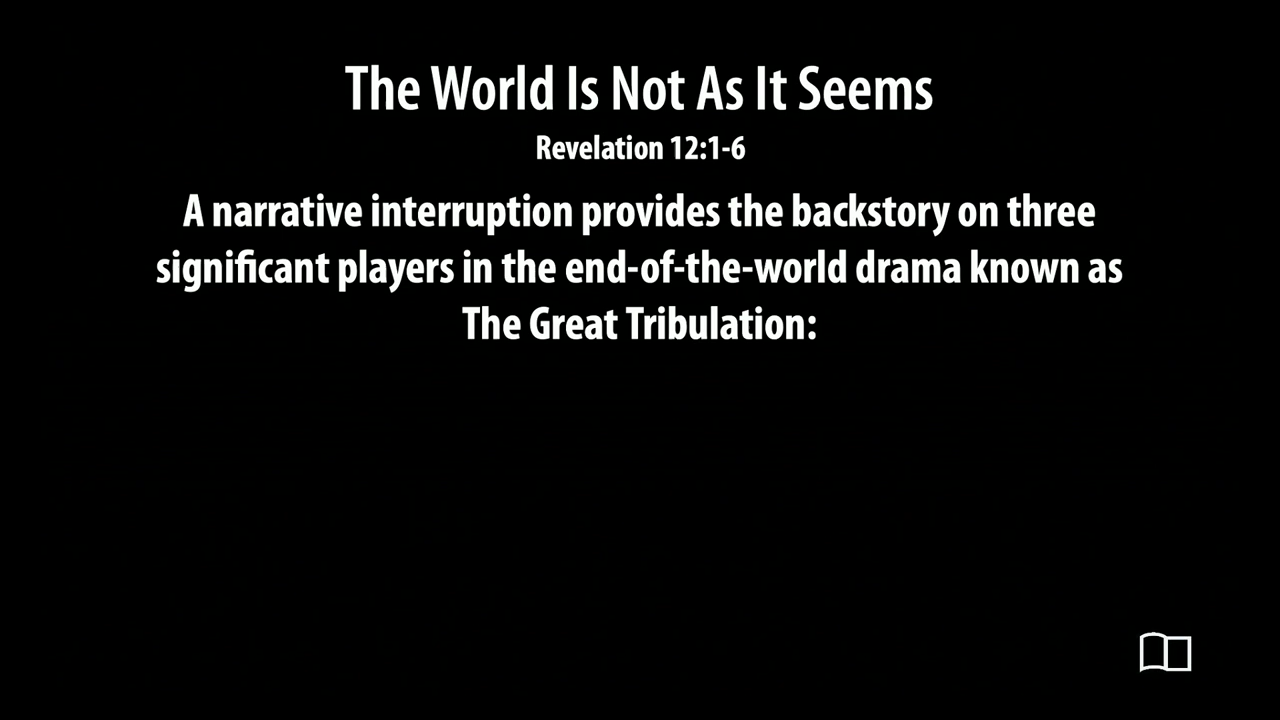 The World Is Not As It Seems
Revelation 12:1-6
A narrative interruption provides the backstory on three
significant players in the end-of-the-world drama known as
The Great Tribulation: